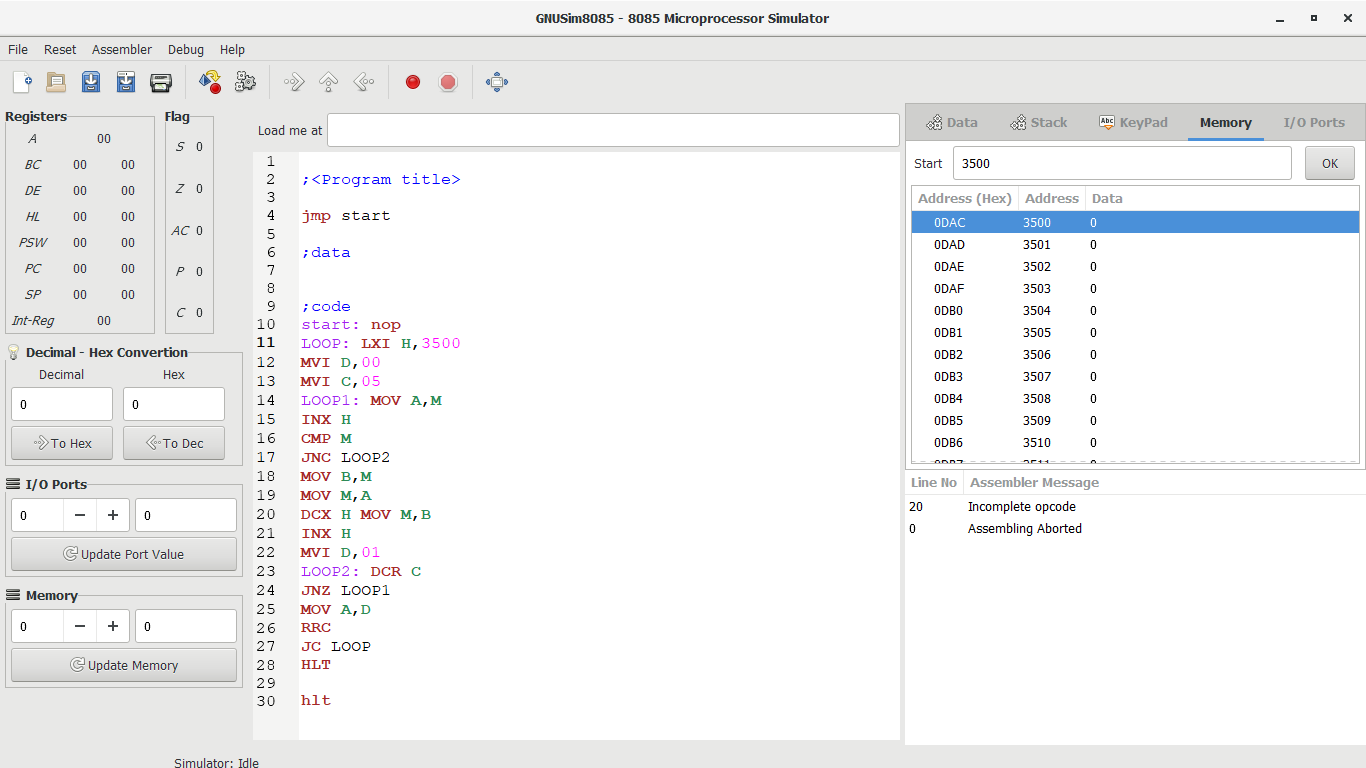 GNUSim8085 - 8085 Microprocessor Simulator
File Reset Assembler Debug Help
Registers
A 00
BC 00 00
DE 00 00
HL 00 00
PSW 00 00
PC 00 00
SP 00 00
Int-Reg 00
Flag
S 0
Z 0
AC 0
P 0
C 0
Decimal - Hex Convertion
Decimal Hex
0 0
To Hex To Dec
I/O Ports
0 − + 0
Update Port Value
Memory
0 − + 0
Update Memory
Load me at
1
2 ;<Program title>
3
4 jmp start
5
6 ;data
7
8
9 ;code
10 start: nop
11 LOOP: LXI H,3500
12 MVI D,00
13 MVI C,05
14 LOOP1: MOV A,M
15 INX H
16 CMP M
17 JNC LOOP2
18 MOV B,M
19 MOV M,A
20 DCX H MOV M,B
21 INX H
22 MVI D,01
23 LOOP2: DCR C
24 JNZ LOOP1
25 MOV A,D
26 RRC
27 JC LOOP
28 HLT
29
30 hlt
Data Stack Abc KeyPad Memory I/O Ports
Start 3500 OK
Address (Hex) Address Data
0DAC 3500 0
0DAD 3501 0
0DAE 3502 0
0DAF 3503 0
0DB0 3504 0
0DB1 3505 0
0DB2 3506 0
0DB3 3507 0
0DB4 3508 0
0DB5 3509 0
0DB6 3510 0
0DB7 3511 0
Line No Assembler Message
20 Incomplete opcode
0 Assembling Aborted
Simulator: Idle